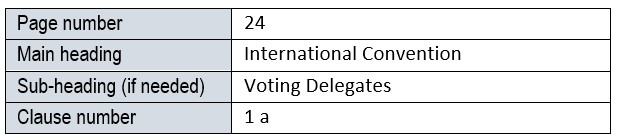 Page number 24
Main heading International Convention
Sub-heading (if needed) Voting Delegates
Clause number 1 a